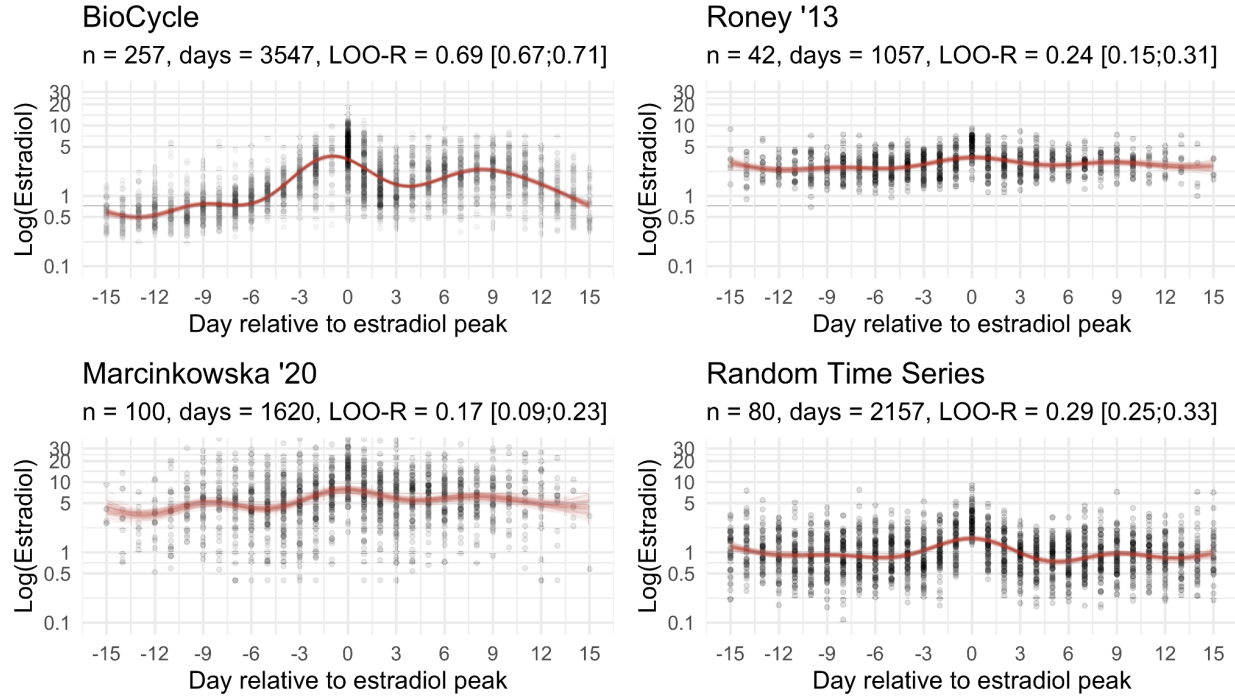 BioCycle
n = 257, days = 3547, LOO-R = 0.69 [0.67;0.71]
30
20
10
5
1
0.5
0.1
Log(Estradiol)
-15 -12 -9 -6 -3 0 3 6 9 12 15
Day relative to estradiol peak
Roney '13
n = 42, days = 1057, LOO-R = 0.24 [0.15;0.31]
30
20
10
5
1
0.5
0.1
Log(Estradiol)
-15 -12 -9 -6 -3 0 3 6 9 12 15
Day relative to estradiol peak
Marcinkowska '20
n = 100, days = 1620, LOO-R = 0.17 [0.09;0.23]
30
20
10
5
1
0.5
0.1
Log(Estradiol)
-15 -12 -9 -6 -3 0 3 6 9 12 15
Day relative to estradiol peak
Random Time Series
n = 80, days = 2157, LOO-R = 0.29 [0.25;0.33]
30
20
10
5
1
0.5
0.1
Log(Estradiol)
-15 -12 -9 -6 -3 0 3 6 9 12 15
Day relative to estradiol peak